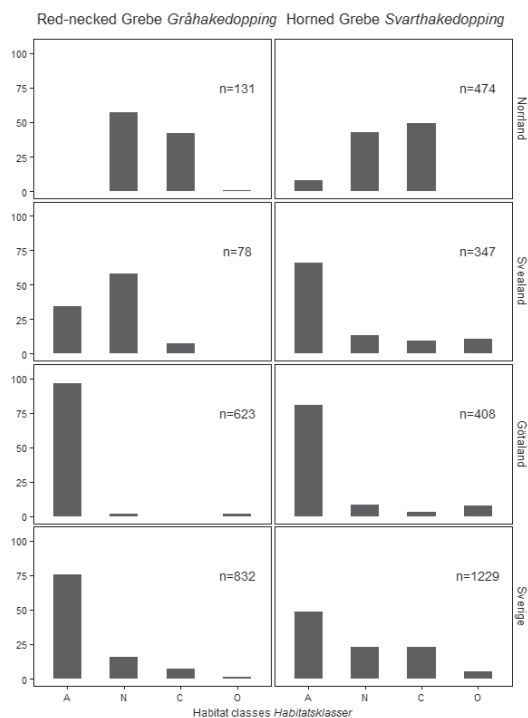 Red-necked Grebe Gråhakedopping Horned Grebe Svarthakedopping
100
75
50
25
0
n=131
n=474
Norrland
100
75
50
25
0
n=78
n=347
Svealand
100
75
50
25
0
n=623
n=408
Götaland
100
75
50
25
0
n=832
n=1229
Sverige
A N C O A N C O
Habitat classes Habitatsklasser